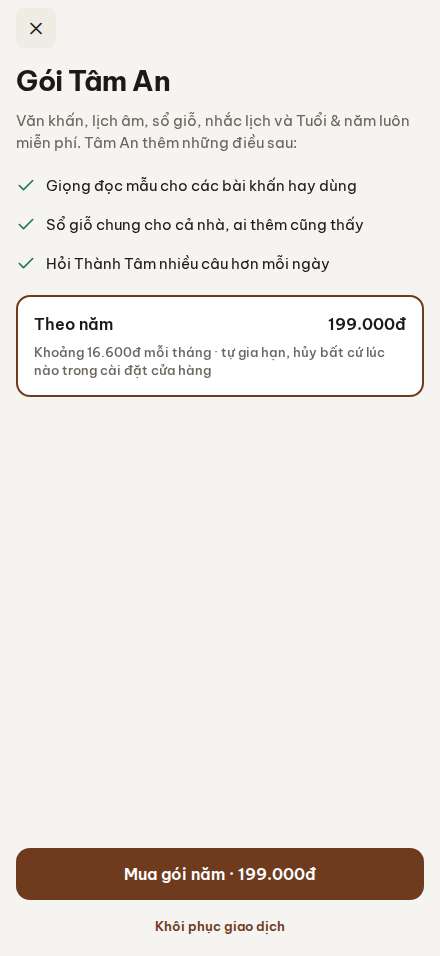 Gói Tâm An
Văn khấn, lịch âm, sổ giỗ, nhắc lịch và Tuổi & năm luôn
miễn phí. Tâm An thêm những điều sau:
Giọng đọc mẫu cho các bài khấn hay dùng
Sổ giỗ chung cho cả nhà, ai thêm cũng thấy
Hỏi Thành Tâm nhiều câu hơn mỗi ngày
Theo năm 199.000đ
Khoảng 16.600đ mỗi tháng · tự gia hạn, hủy bất cứ lúc
nào trong cài đặt cửa hàng
Mua gói năm · 199.000đ
Khôi phục giao dịch